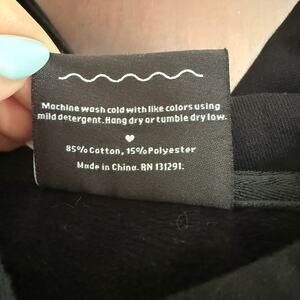 Machine wash cold with like colors using
mild detergent. Hang dry or tumble dry low.
85% Cotton, 15% Polyester
Made in China. RN 131291.